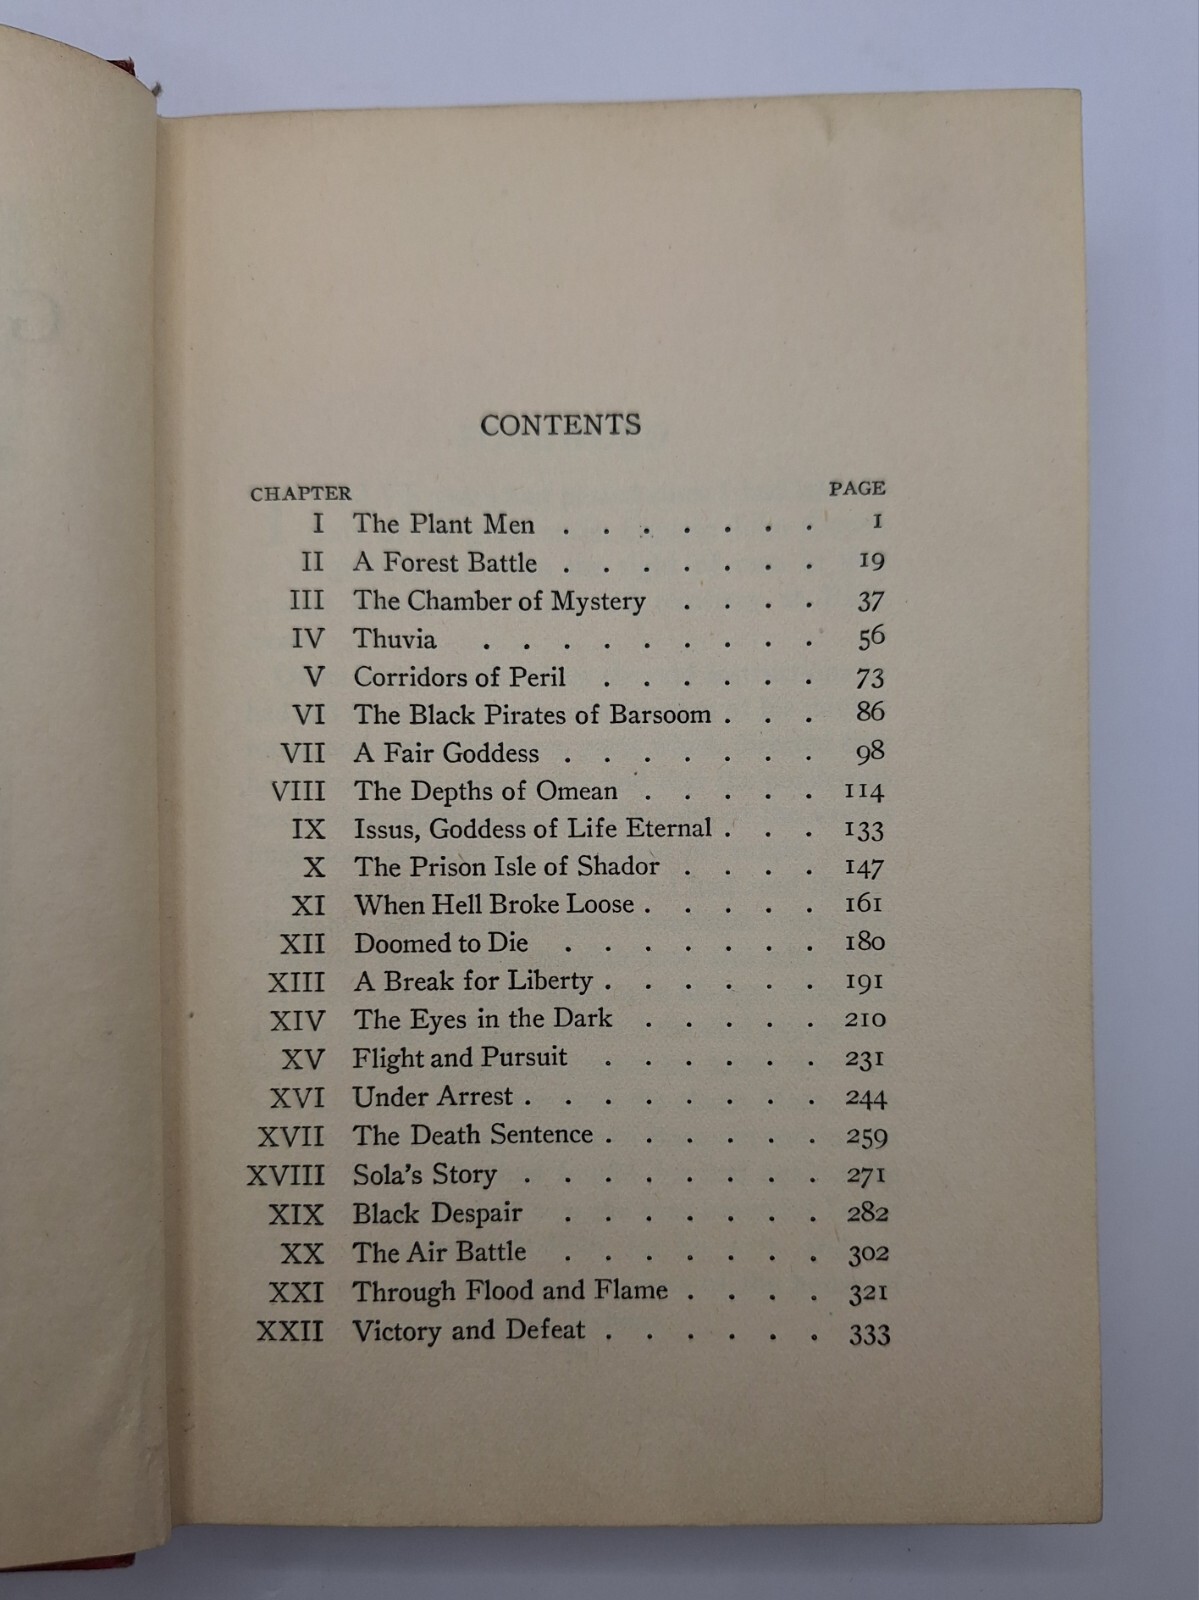 CONTENTS
CHAPTER PAGE
I The Plant Men . . . . . . . 1
II A Forest Battle . . . . . . . 19
III The Chamber of Mystery . . . . 37
IV Thuvia . . . . . . . . . 56
V Corridors of Peril . . . . . . 73
VI The Black Pirates of Barsoom . . . 86
VII A Fair Goddess . . . . . . . 98
VIII The Depths of Omean . . . . . 114
IX Issus, Goddess of Life Eternal . . . 133
X The Prison Isle of Shador . . . . 147
XI When Hell Broke Loose . . . . . 161
XII Doomed to Die . . . . . . . 180
XIII A Break for Liberty . . . . . . 191
XIV The Eyes in the Dark . . . . . 210
XV Flight and Pursuit . . . . . . 231
XVI Under Arrest . . . . . . . . 244
XVII The Death Sentence . . . . . . 259
XVIII Sola's Story . . . . . . . . 271
XIX Black Despair . . . . . . . 282
XX The Air Battle . . . . . . . 302
XXI Through Flood and Flame . . . . 321
XXII Victory and Defeat . . . . . . 333